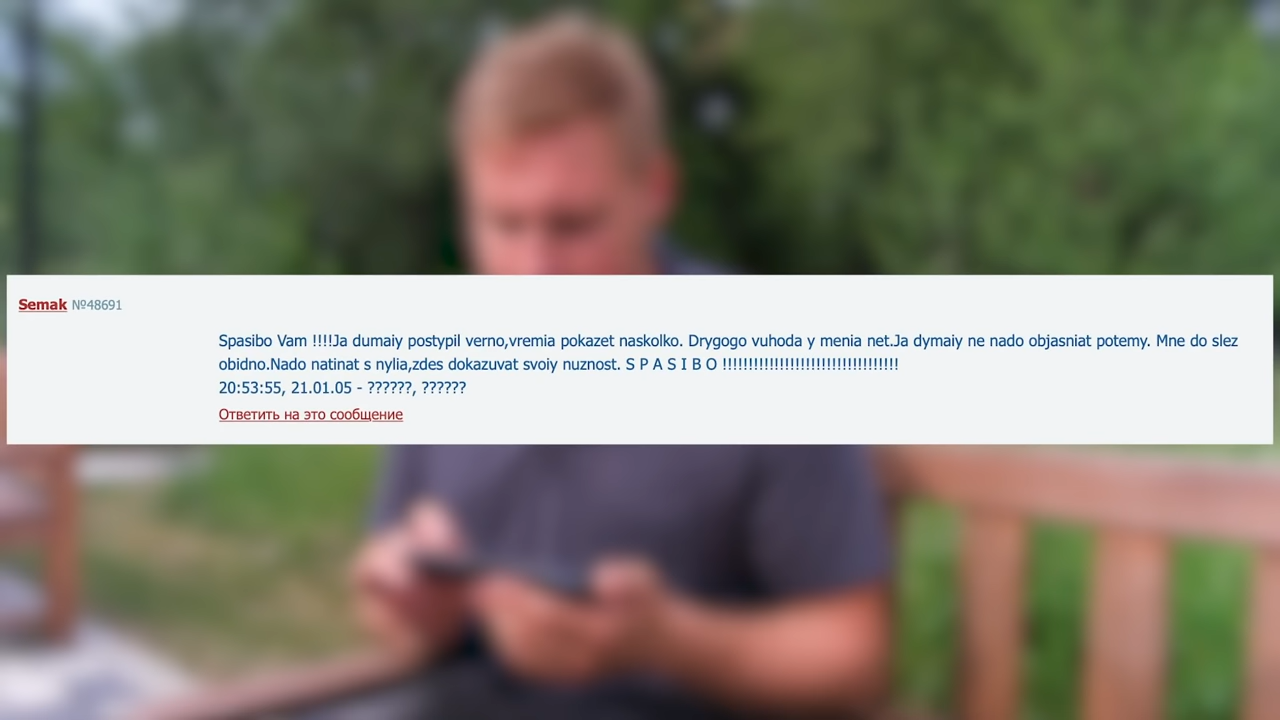 Semak №48691
Spasibo Vam !!!!Ja dumaiy postypil verno,vremia pokazet naskolko. Drygogo vuhoda y menia net.Ja dymaiy ne nado objasniat potemy. Mne do slez
obidno.Nado natinat s nylia,zdes dokazuvat svoiy nuznost. S P A S I B O !!!!!!!!!!!!!!!!!!!!!!!!!!!!!!!!!!
20:53:55, 21.01.05 - ??????, ??????
Ответить на это сообщение